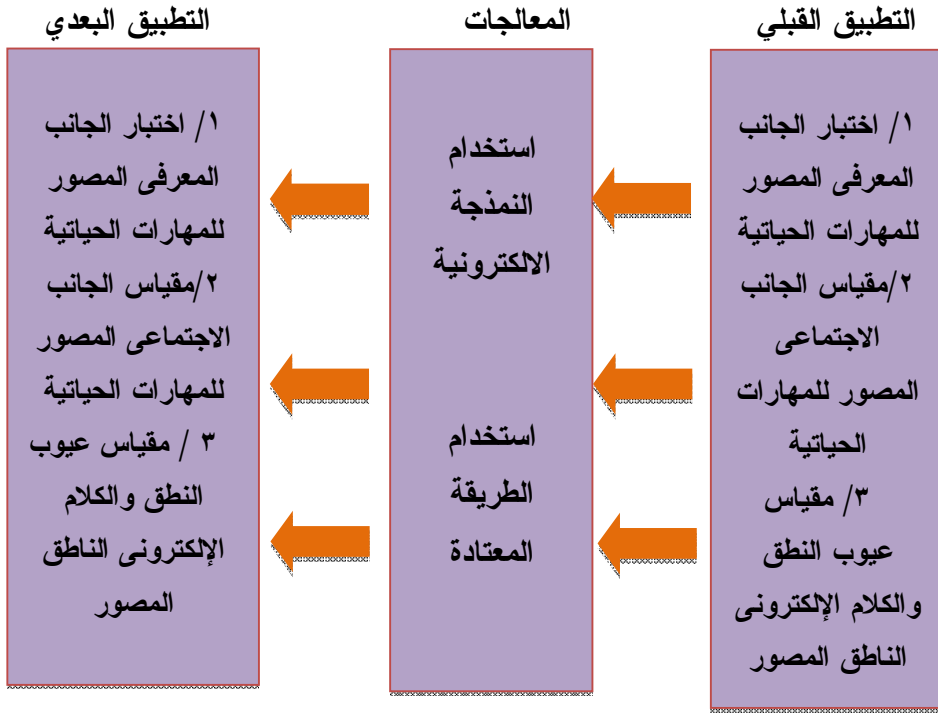 التطبيق القبلي
١/ اختبار الجانب
المعرفى المصور
للمهارات الحياتية
٢/مقياس الجانب
الاجتماعى
المصور للمهارات
الحياتية
٣/ مقياس
عيوب النطق
والكلام الإلكترونى
الناطق المصور
المعالجات
استخدام
النمذجة
الالكترونية
استخدام
الطريقة
المعتادة
التطبيق البعدي
١/ اختبار الجانب
المعرفى المصور
للمهارات الحياتية
٢/مقياس الجانب
الاجتماعى المصور
للمهارات الحياتية
٣ / مقياس عيوب
النطق والكلام
الإلكترونى الناطق
المصور